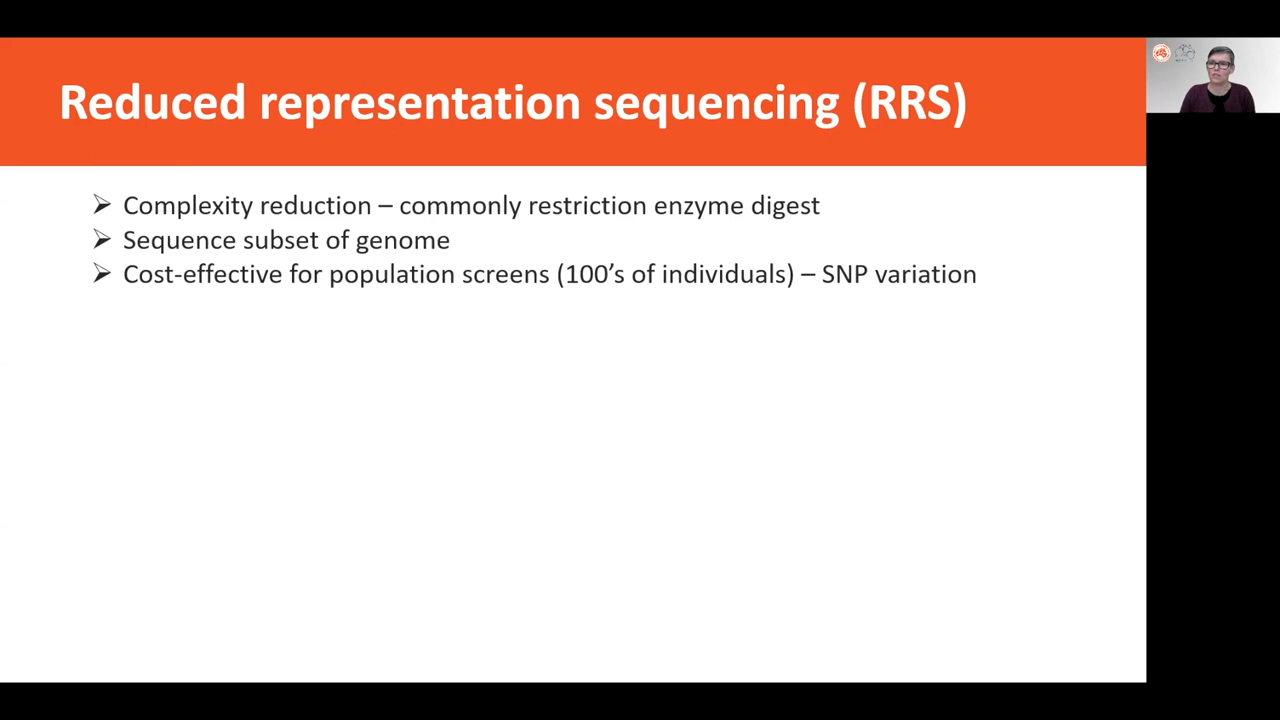 Reduced representation sequencing (RRS)
➢ Complexity reduction – commonly restriction enzyme digest
➢ Sequence subset of genome
➢ Cost-effective for population screens (100’s of individuals) – SNP variation